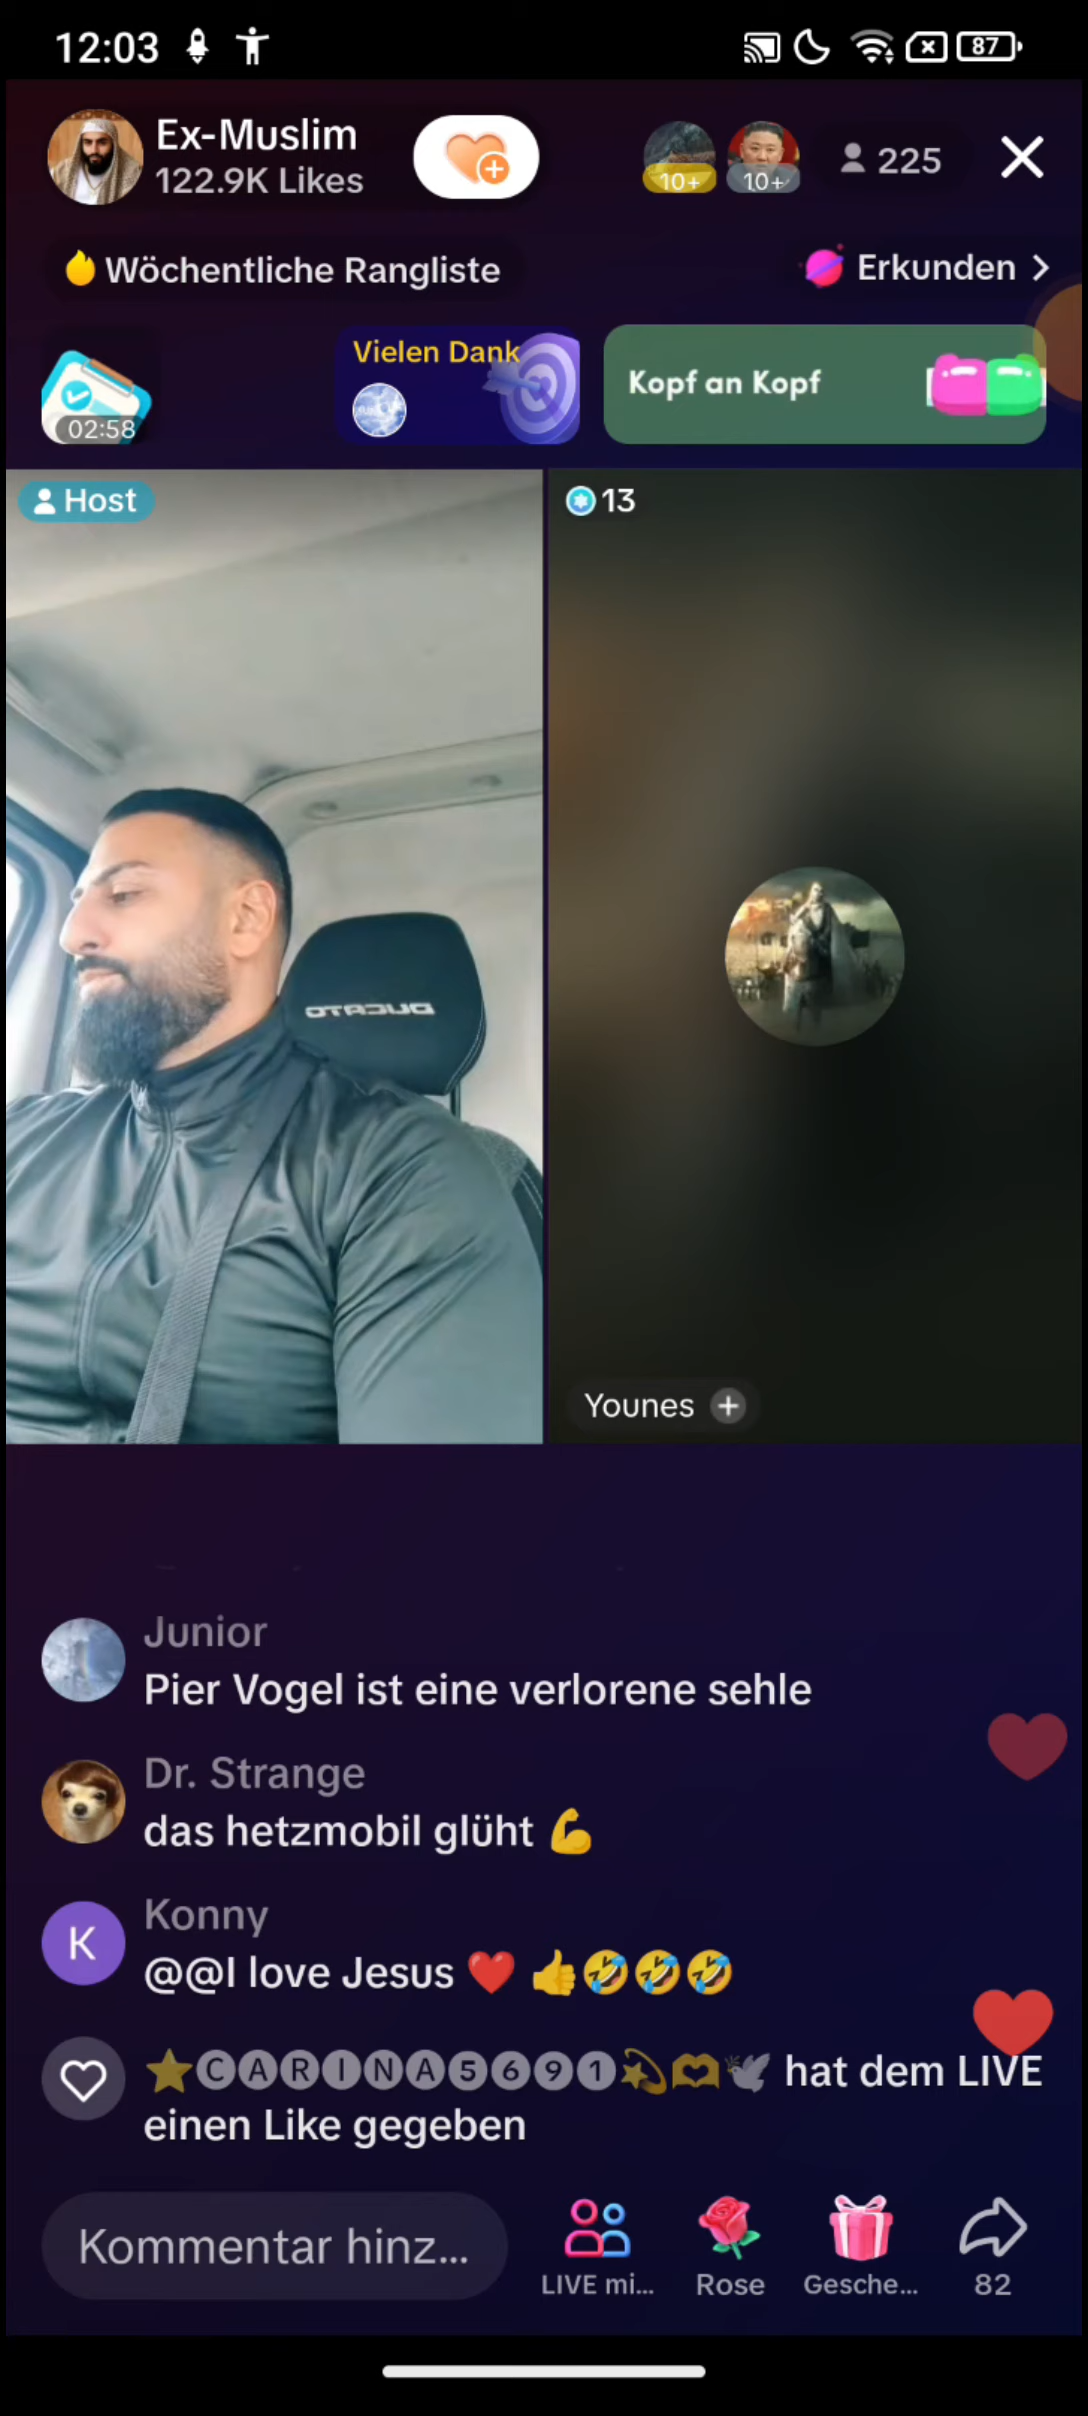 12:03
87
Ex-Muslim
122.9K Likes
10+
10+
225
Wöchentliche Rangliste
Erkunden
02:58
Vielen Dank
Kopf an Kopf
Host
13
DUCATO
Younes
Junior
Pier Vogel ist eine verlorene sehle
Dr. Strange
das hetzmobil glüht 💪
K
Konny
@@I love Jesus ❤️ 👍🤣🤣🤣
⭐🅒🅐🅡🅘🅝🅐➎➏➒➊💫🫶🕊️ hat dem LIVE
einen Like gegeben
Kommentar hinz...
LIVE mi...
Rose
Gesche...
82